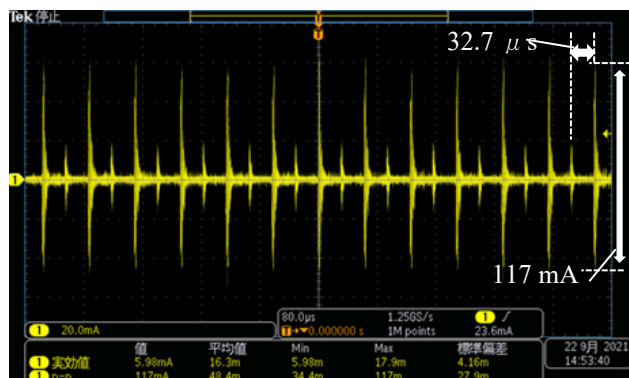 Tek 停止
32.7 μs
117 mA
1 20.0mA
80.0μs 1.25GS/s 1
0.000000 s 1M points 23.6mA
値 平均値 Min Max 標準偏差
1 実効値 5.98mA 16.3m 5.98m 17.9m 4.16m
1 p-p 117mA 48.4m 34.4m 117m 27.9m
22 9月 2021
14:53:40